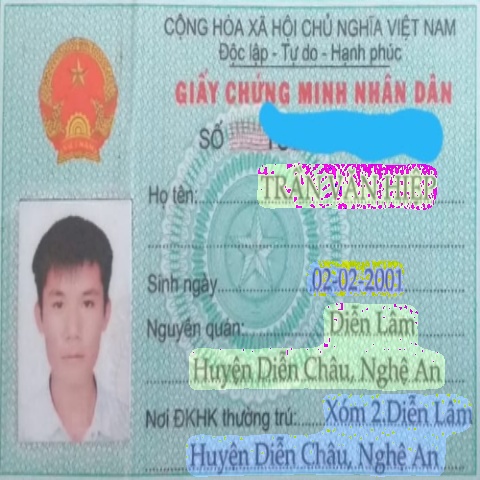 CỘNG HÒA XÃ HỘI CHỦ NGHĨA VIỆT NAM
Độc lập - Tự do - Hạnh phúc
GIẤY CHỨNG MINH NHÂN DÂN
SỐ
Họ tên: TRẦN VĂN HIỆP
Sinh ngày 02-02-2001
Nguyên quán: Diễn Lâm
Huyện Diễn Châu, Nghệ An
Nơi ĐKHK thường trú: Xóm 2.Diễn Lâm
Huyện Diễn Châu, Nghệ An